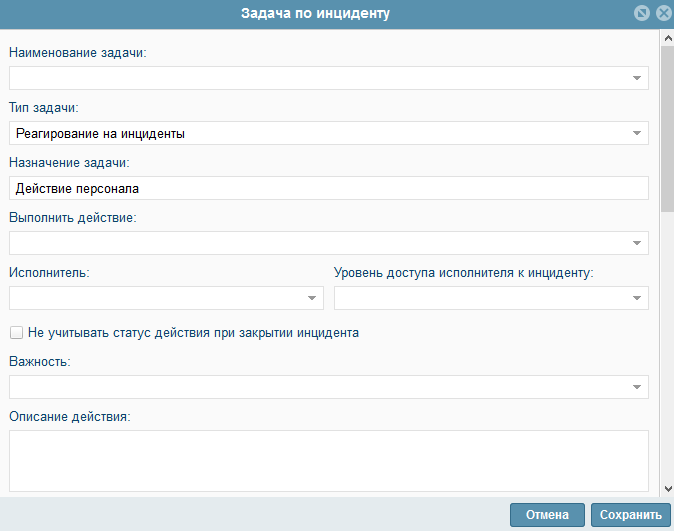 Задача по инциденту
Наименование задачи:
Тип задачи:
Реагирование на инциденты
Назначение задачи:
Действие персонала
Выполнить действие:
Исполнитель: Уровень доступа исполнителя к инциденту:
Не учитывать статус действия при закрытии инцидента
Важность:
Описание действия:
Отмена Сохранить